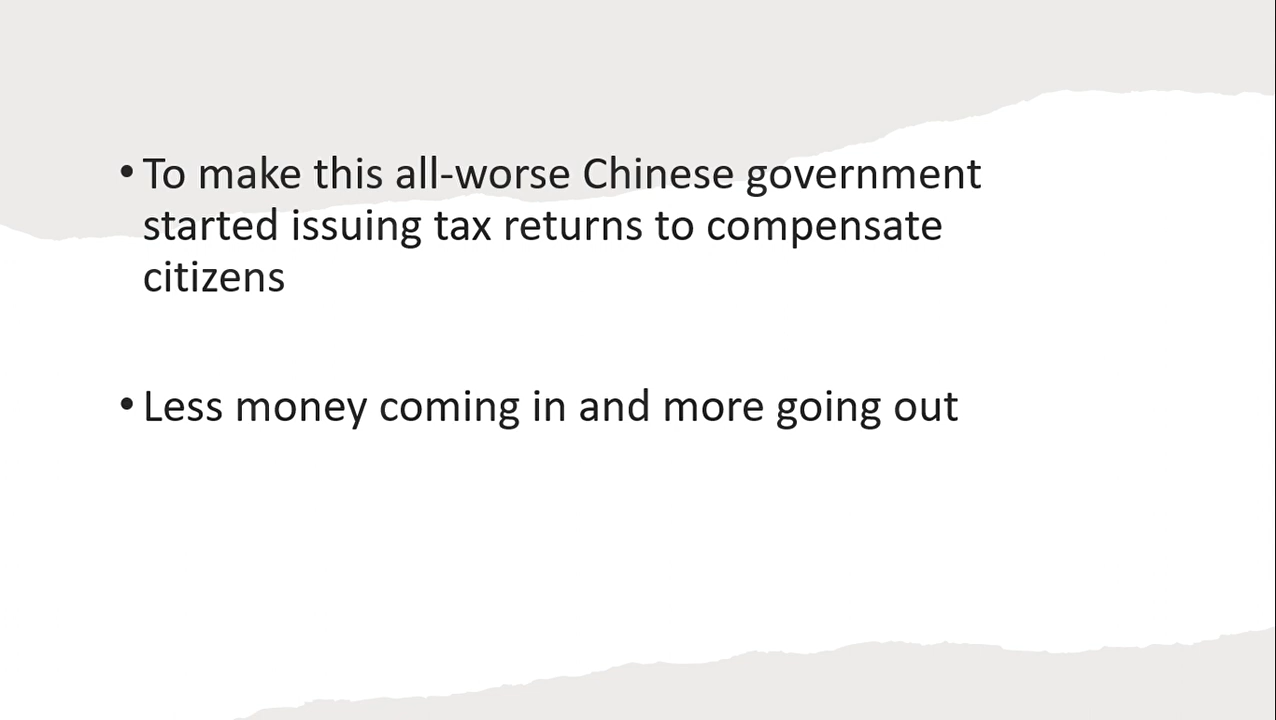 • To make this all-worse Chinese government
started issuing tax returns to compensate
citizens
• Less money coming in and more going out